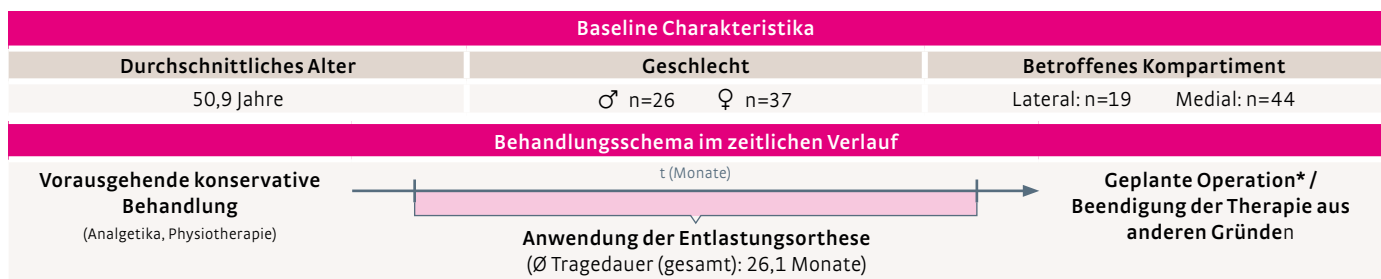 Baseline Charakteristika
Durchschnittliches Alter Geschlecht Betroffenes Kompartiment
50,9 Jahre ♂ n=26 ♀ n=37 Lateral: n=19 Medial: n=44
Behandlungsschema im zeitlichen Verlauf
t (Monate)
Vorausgehende konservative
Behandlung
(Analgetika, Physiotherapie)
Anwendung der Entlastungsorthese
(Ø Tragedauer (gesamt): 26,1 Monate)
Geplante Operation* /
Beendigung der Therapie aus
anderen Gründen